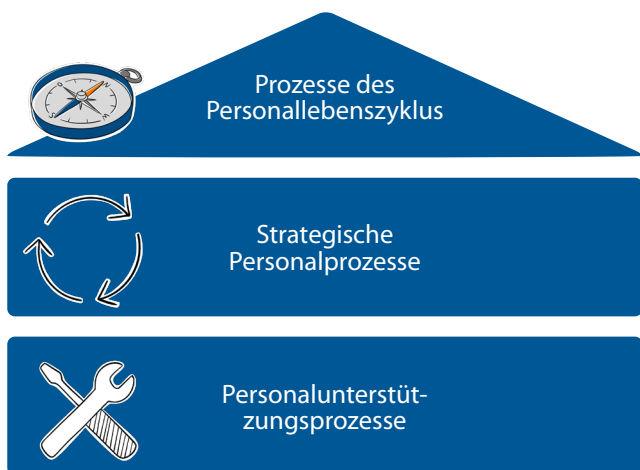 Prozesse des
Personallebenszyklus
Strategische
Personalprozesse
Personalunterstüt-
zungsprozesse